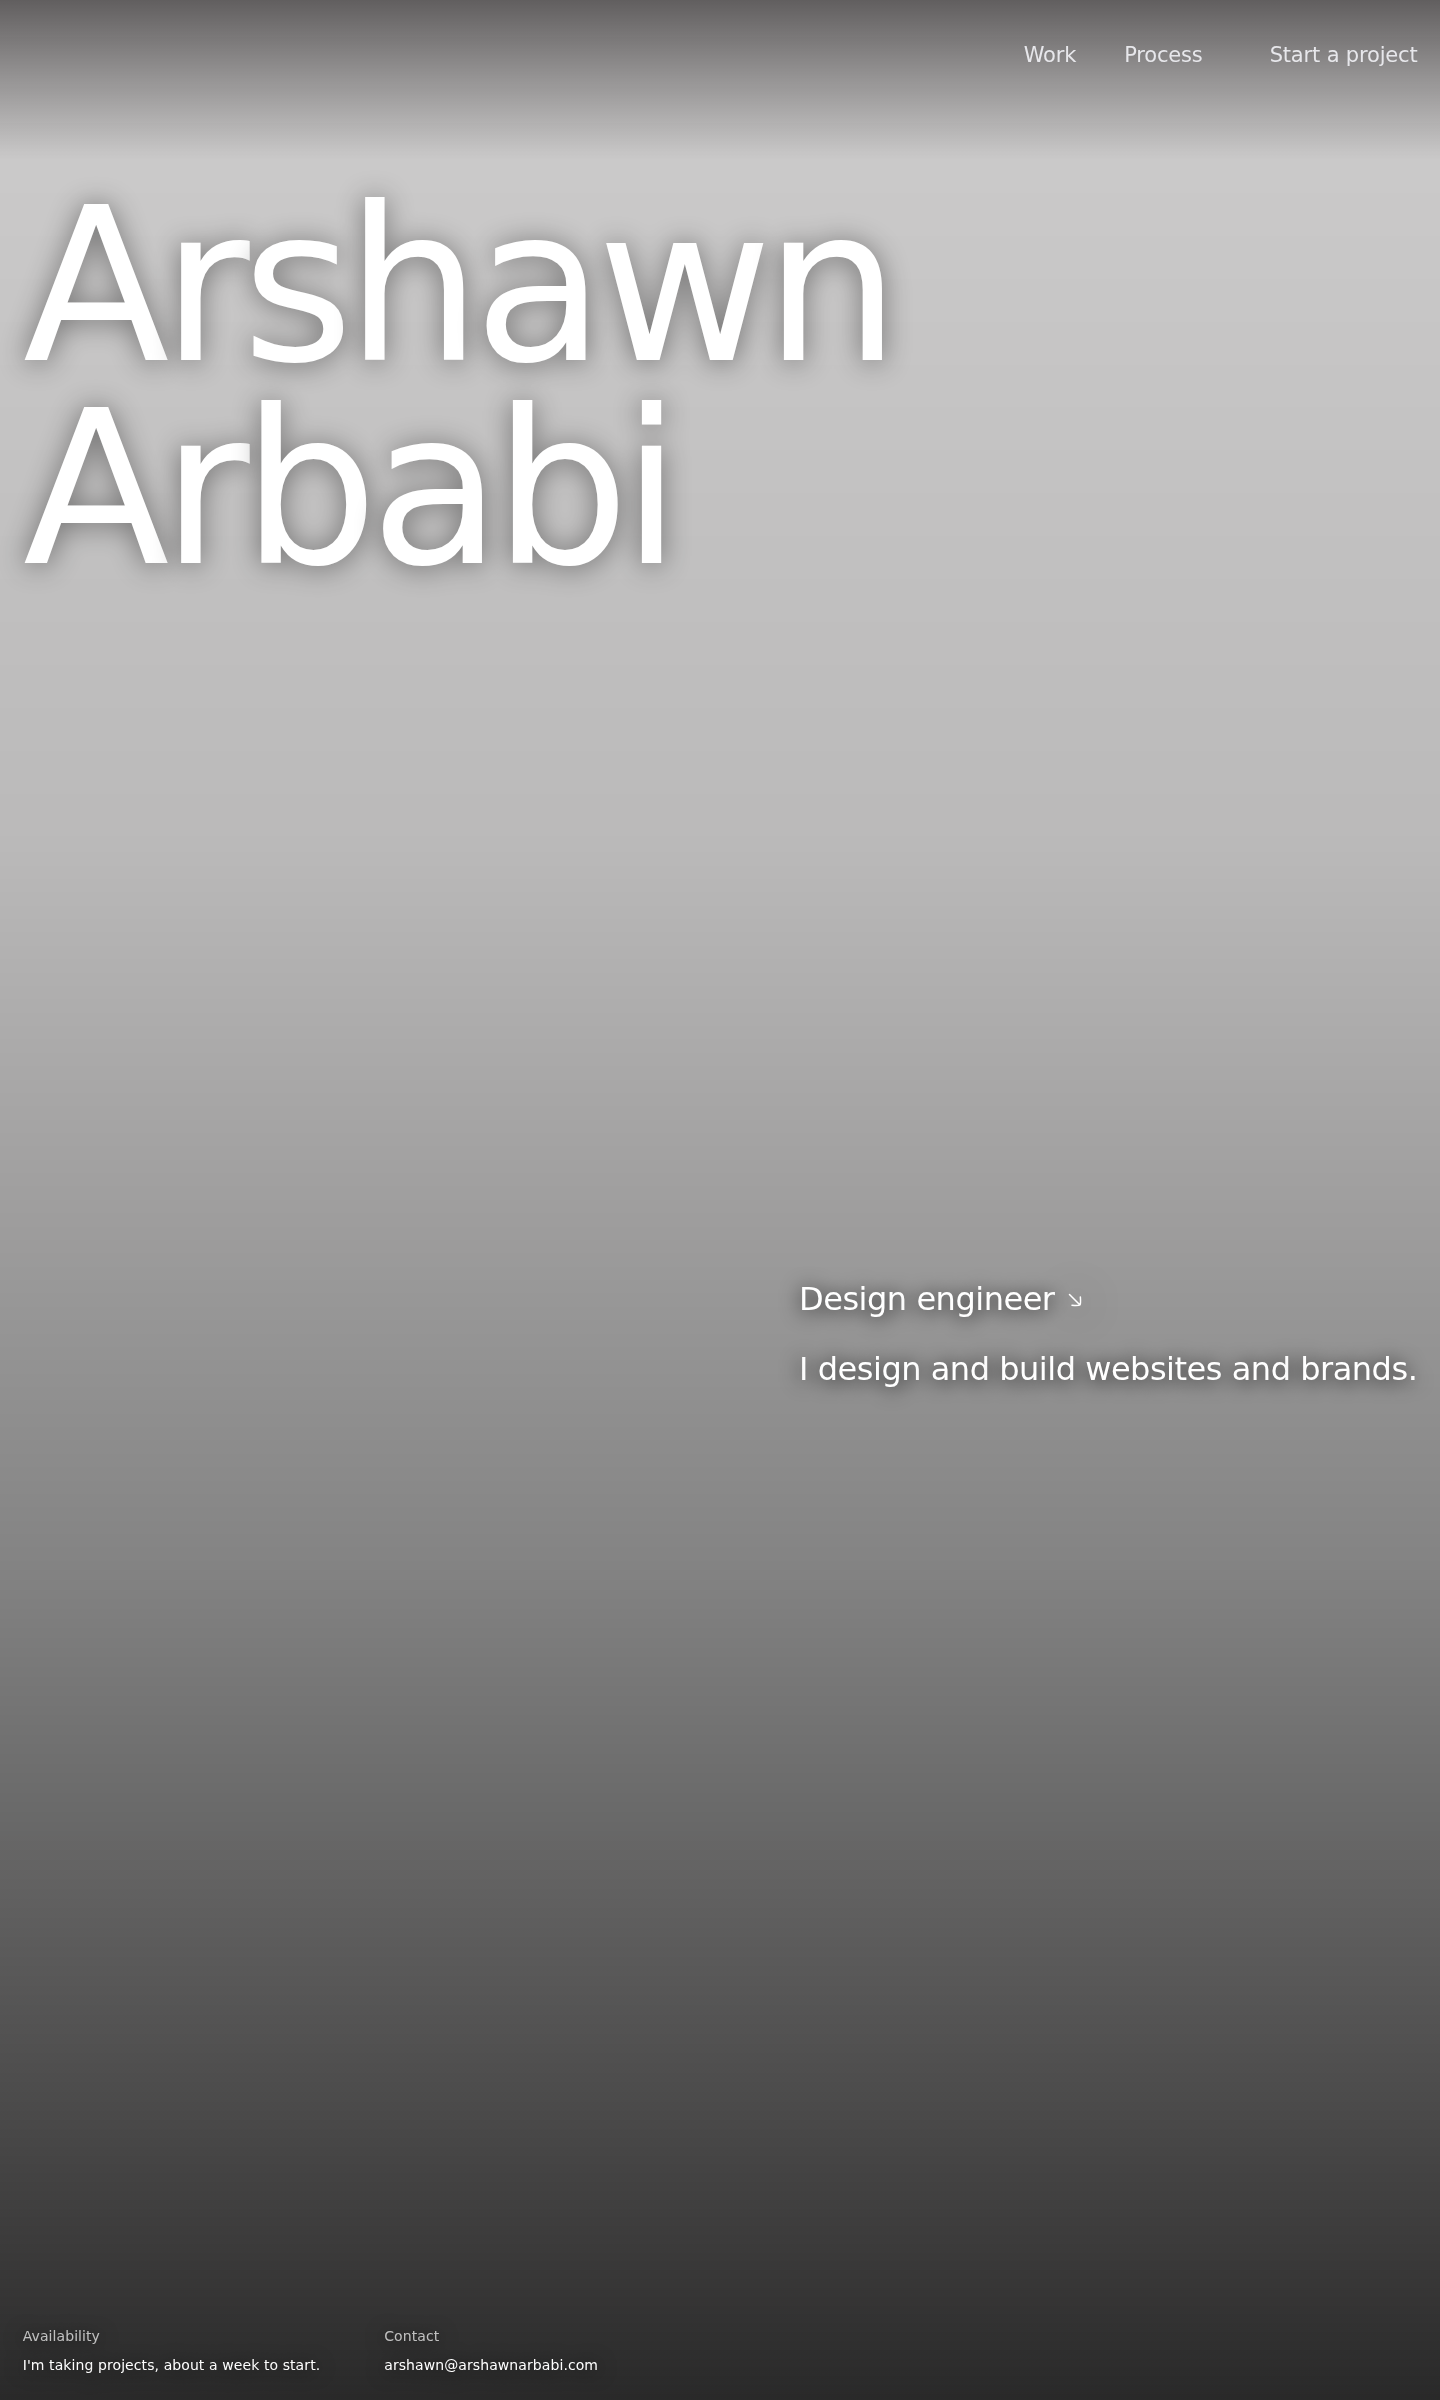 Work Process Start a project
Arshawn
Arbabi
Design engineer ↘
I design and build websites and brands.
Availability
I'm taking projects, about a week to start.
Contact
arshawn@arshawnarbabi.com